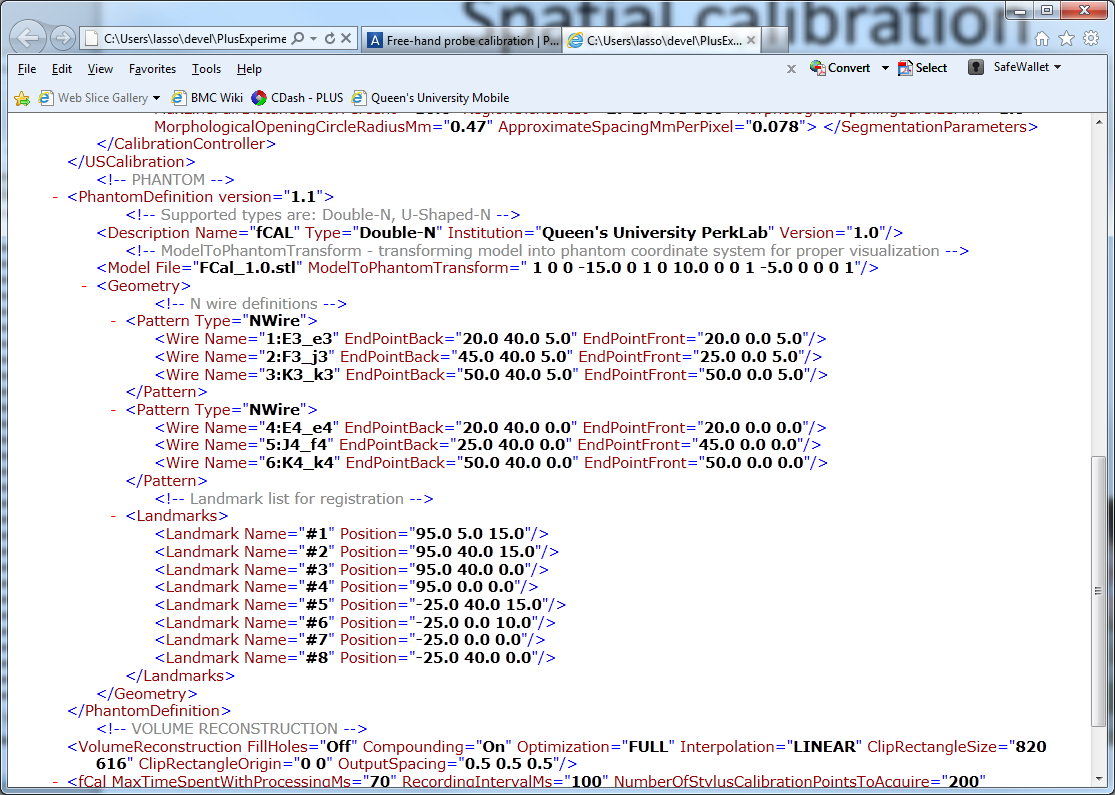 Spatial calibration
C:\Users\lasso\devel\PlusExperime
Free-hand probe calibration | P...
C:\Users\lasso\devel\PlusEx...
File Edit View Favorites Tools Help
x Convert Select SafeWallet
Web Slice Gallery BMC Wiki CDash - PLUS Queen's University Mobile
MorphologicalOpeningCircleRadiusMm="0.47" ApproximateSpacingMmPerPixel="0.078"> </SegmentationParameters>
</CalibrationController>
</USCalibration>
<!-- PHANTOM -->
- <PhantomDefinition version="1.1">
<!-- Supported types are: Double-N, U-Shaped-N -->
<Description Name="fCAL" Type="Double-N" Institution="Queen's University PerkLab" Version="1.0"/>
<!-- ModelToPhantomTransform - transforming model into phantom coordinate system for proper visualization -->
<Model File="FCal_1.0.stl" ModelToPhantomTransform=" 1 0 0 -15.0 0 1 0 10.0 0 0 1 -5.0 0 0 0 1"/>
- <Geometry>
<!-- N wire definitions -->
- <Pattern Type="NWire">
<Wire Name="1:E3_e3" EndPointBack="20.0 40.0 5.0" EndPointFront="20.0 0.0 5.0"/>
<Wire Name="2:F3_j3" EndPointBack="45.0 40.0 5.0" EndPointFront="25.0 0.0 5.0"/>
<Wire Name="3:K3_k3" EndPointBack="50.0 40.0 5.0" EndPointFront="50.0 0.0 5.0"/>
</Pattern>
- <Pattern Type="NWire">
<Wire Name="4:E4_e4" EndPointBack="20.0 40.0 0.0" EndPointFront="20.0 0.0 0.0"/>
<Wire Name="5:J4_f4" EndPointBack="25.0 40.0 0.0" EndPointFront="45.0 0.0 0.0"/>
<Wire Name="6:K4_k4" EndPointBack="50.0 40.0 0.0" EndPointFront="50.0 0.0 0.0"/>
</Pattern>
<!-- Landmark list for registration -->
- <Landmarks>
<Landmark Name="#1" Position="95.0 5.0 15.0"/>
<Landmark Name="#2" Position="95.0 40.0 15.0"/>
<Landmark Name="#3" Position="95.0 40.0 0.0"/>
<Landmark Name="#4" Position="95.0 0.0 0.0"/>
<Landmark Name="#5" Position="-25.0 40.0 15.0"/>
<Landmark Name="#6" Position="-25.0 0.0 10.0"/>
<Landmark Name="#7" Position="-25.0 0.0 0.0"/>
<Landmark Name="#8" Position="-25.0 40.0 0.0"/>
</Landmarks>
</Geometry>
</PhantomDefinition>
<!-- VOLUME RECONSTRUCTION -->
<VolumeReconstruction FillHoles="Off" Compounding="On" Optimization="FULL" Interpolation="LINEAR" ClipRectangleSize="820
616" ClipRectangleOrigin="0 0" OutputSpacing="0.5 0.5 0.5"/>
- <fCal MaxTimeSpentWithProcessingMs="70" RecordingIntervalMs="100" NumberOfStylusCalibrationPointsToAcquire="200"